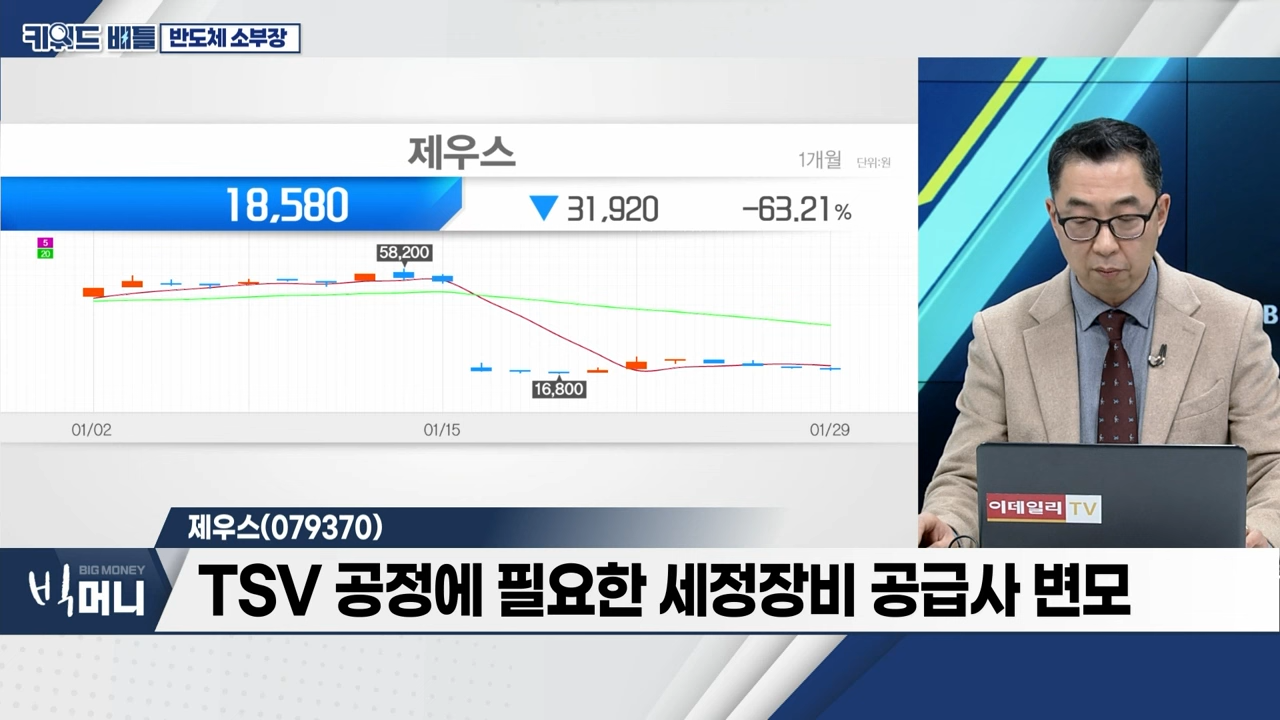 키워드 배틀 반도체 소부장
제우스
1개월 단위:원
18,580 ▼ 31,920 -63.21%
5
20
58,200
16,800
01/02 01/15 01/29
B
이데일리 TV
제우스(079370)
BIG MONEY
빅머니
TSV 공정에 필요한 세정장비 공급사 변모